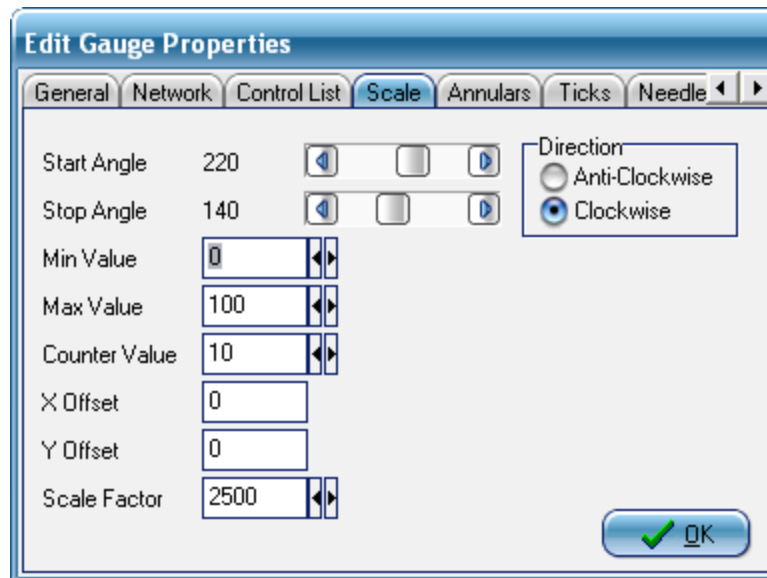 Edit Gauge Properties
General Network Control List Scale Annulars Ticks Needle
Start Angle 220
Direction
Anti-Clockwise
Stop Angle 140
Clockwise
Min Value 0
Max Value 100
Counter Value 10
X Offset 0
Y Offset 0
Scale Factor 2500
OK